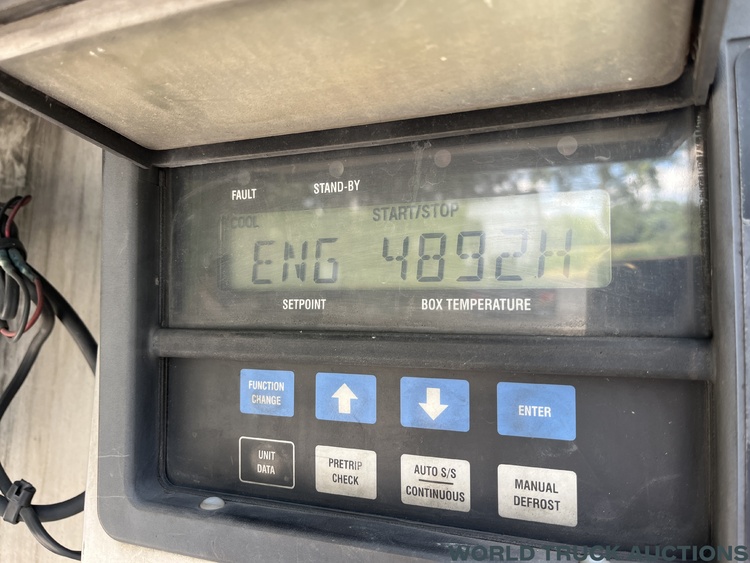 FAULT STAND-BY
COOL START/STOP
ENG 4892H
SETPOINT BOX TEMPERATURE
FUNCTION CHANGE
ENTER
UNIT DATA
PRETRIP CHECK
AUTO S/S CONTINUOUS
MANUAL DEFROST
WORLD TRUCK AUCTIONS